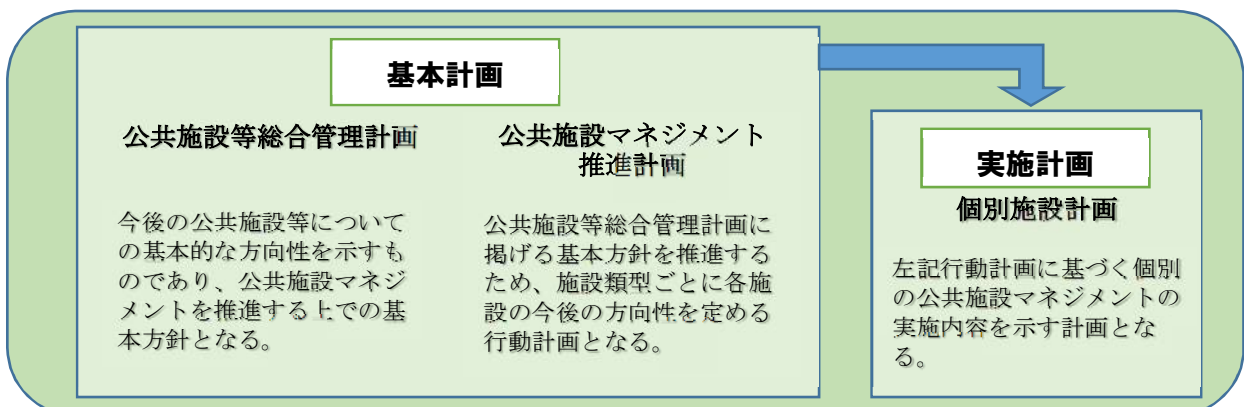 基本計画
公共施設等総合管理計画
今後の公共施設等について
の基本的な方向性を示すも
のであり、公共施設マネジ
メントを推進する上での基
本方針となる。
公共施設マネジメント
推進計画
公共施設等総合管理計画に
掲げる基本方針を推進する
ため、施設類型ごとに各施
設の今後の方向性を定める
行動計画となる。
実施計画
個別施設計画
左記行動計画に基づく個別
の公共施設マネジメントの
実施内容を示す計画とな
る。